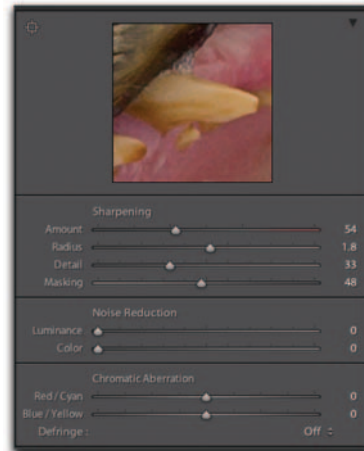 Sharpening
Amount 54
Radius 1.8
Detail 33
Masking 48
Noise Reduction
Luminance 0
Color 0
Chromatic Aberration
Red / Cyan 0
Blue / Yellow 0
Defringe : Off